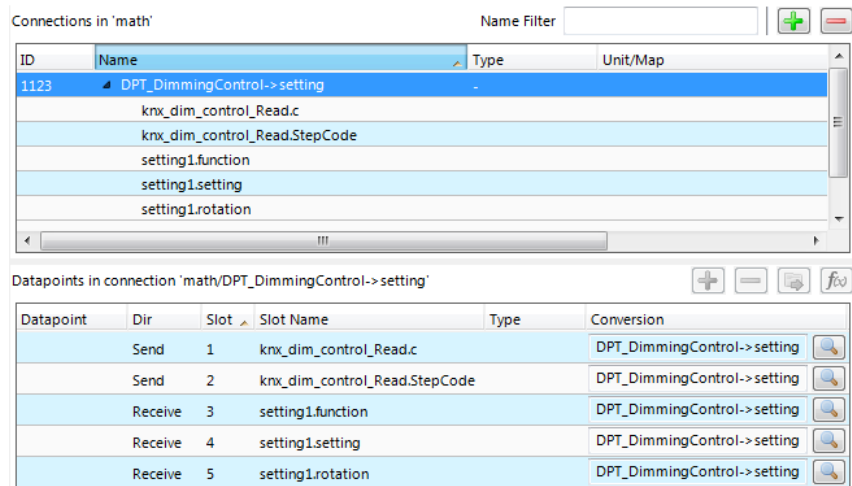 Connections in 'math' Name Filter
ID Name Type Unit/Map
1123 DPT_DimmingControl->setting -
knx_dim_control_Read.c
knx_dim_control_Read.StepCode
setting1.function
setting1.setting
setting1.rotation
Datapoints in connection 'math/DPT_DimmingControl->setting' f(x)
Datapoint Dir Slot Slot Name Type Conversion
Send 1 knx_dim_control_Read.c DPT_DimmingControl->setting
Send 2 knx_dim_control_Read.StepCode DPT_DimmingControl->setting
Receive 3 setting1.function DPT_DimmingControl->setting
Receive 4 setting1.setting DPT_DimmingControl->setting
Receive 5 setting1.rotation DPT_DimmingControl->setting